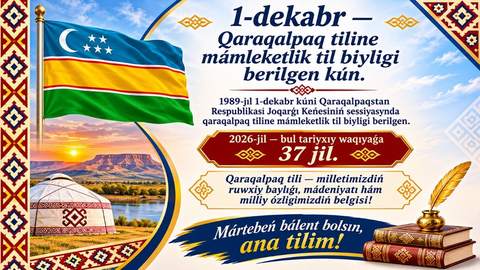 1-dekabr —
Qaraqalpaq tiline
mámleketlik til biyligi
berilgen kún.
1989-jıl 1-dekabr kúni Qaraqalpaqstan
Respublikası Joqarǵı Keńesiniń sessiyasında
qaraqalpaq tiline mámleketlik til biyligi berilgen.
2026-jıl — bul tariyxıy waqıyaǵa
37 jıl.
Qaraqalpaq tili — milletimizdiń
ruwxiy baylıǵı, mádeniyatı hám
milliy ózligimizdiń belgisi!
Márteben bálent bolsın,
ana tilim!